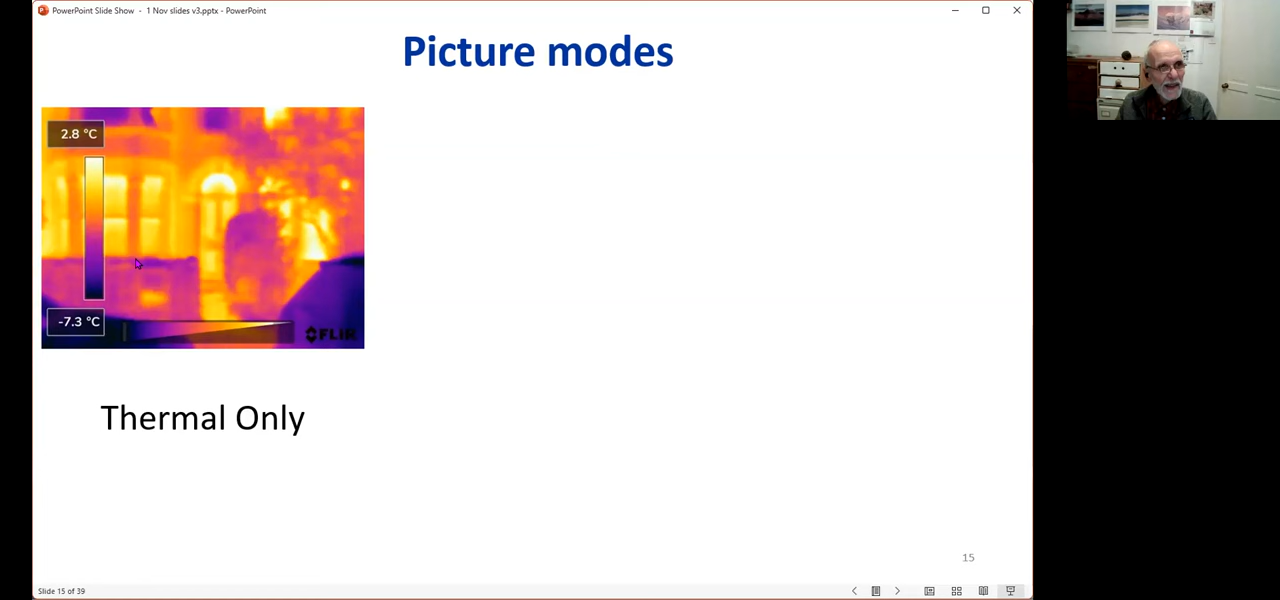 PowerPoint Slide Show - 1 Nov slides v3.pptx - PowerPoint
Picture modes
2.8 °C
-7.3 °C
FLIR
Thermal Only
15
Slide 15 of 39